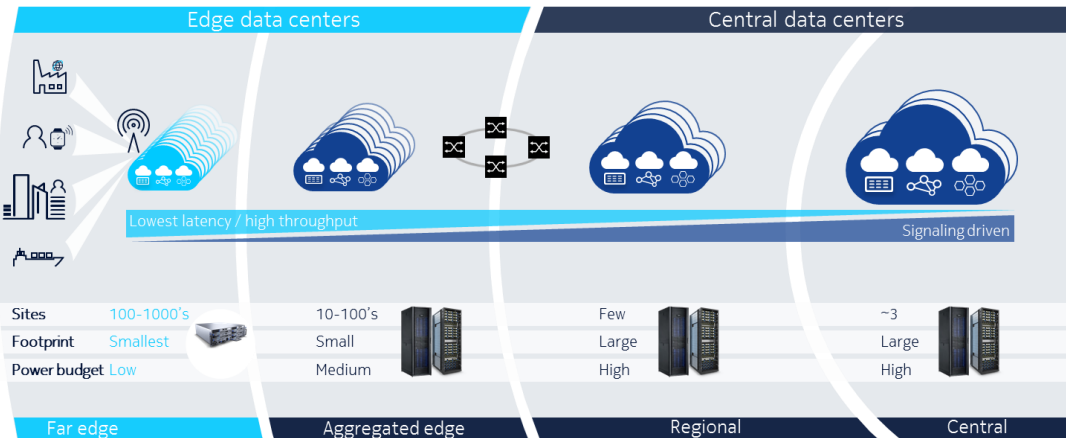 Edge data centers
Central data centers
Lowest latency / high throughput
Signaling driven
Sites 100-1000's 10-100's Few ~3
Footprint Smallest Small Large Large
Power budget Low Medium High High
Far edge
Aggregated edge
Regional
Central